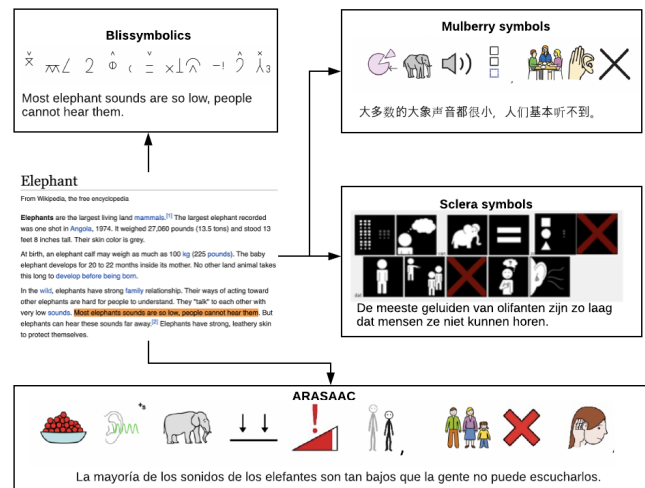 Blissymbolics
Most elephant sounds are so low, people
cannot hear them.
Mulberry symbols
大多数的大象声音都很小，人们基本听不到。
Elephant
From Wikipedia, the free encyclopedia
Elephants are the largest living land mammals.[1] The largest elephant recorded
was one shot in Angola, 1974. It weighed 27,060 pounds (13.5 tons) and stood 13
feet 8 inches tall. Their skin color is grey.
At birth, an elephant calf may weigh as much as 100 kg (225 pounds). The baby
elephant develops for 20 to 22 months inside its mother. No other land animal takes
this long to develop before being born.
In the wild, elephants have strong family relationship. Their ways of acting toward
other elephants are hard for people to understand. They "talk" to each other with
very low sounds. Most elephants sounds are so low, people cannot hear them. But
elephants can hear these sounds far away.[2] Elephants have strong, leathery skin
to protect themselves.
Sclera symbols
De meeste geluiden van olifanten zijn zo laag
dat mensen ze niet kunnen horen.
ARASAAC
+s
La mayoría de los sonidos de los elefantes son tan bajos que la gente no puede escucharlos.